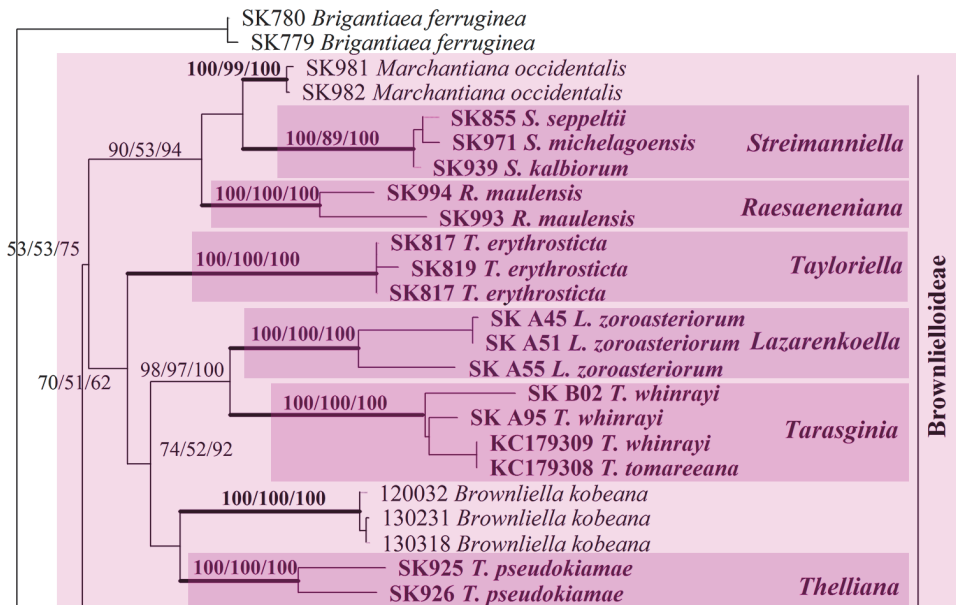 SK780 Brigantiaea ferruginea
SK779 Brigantiaea ferruginea
100/99/100 SK981 Marchantiana occidentalis
SK982 Marchantiana occidentalis
SK855 S. seppeltii
100/89/100 SK971 S. michelagoensis Streimanniella
90/53/94
SK939 S. kalbiorum
100/100/100 SK994 R. maulensis
SK993 R. maulensis Raesaeneniana
53/53/75
SK817 T. erythrosticta
100/100/100 SK819 T. erythrosticta Tayloriella
SK817 T. erythrosticta
SK A45 L. zoroasteriorum
100/100/100 SK A51 L. zoroasteriorum Lazarenkoella
98/97/100 SK A55 L. zoroasteriorum
70/51/62
SK B02 T. whinrayi
100/100/100 SK A95 T. whinrayi Tarasginia
KC179309 T. whinrayi
74/52/92
KC179308 T. tomareeana
100/100/100 120032 Brownliella kobeana
130231 Brownliella kobeana
130318 Brownliella kobeana
100/100/100 SK925 T. pseudokiamae
SK926 T. pseudokiamae Thelliana
Brownlielloideae